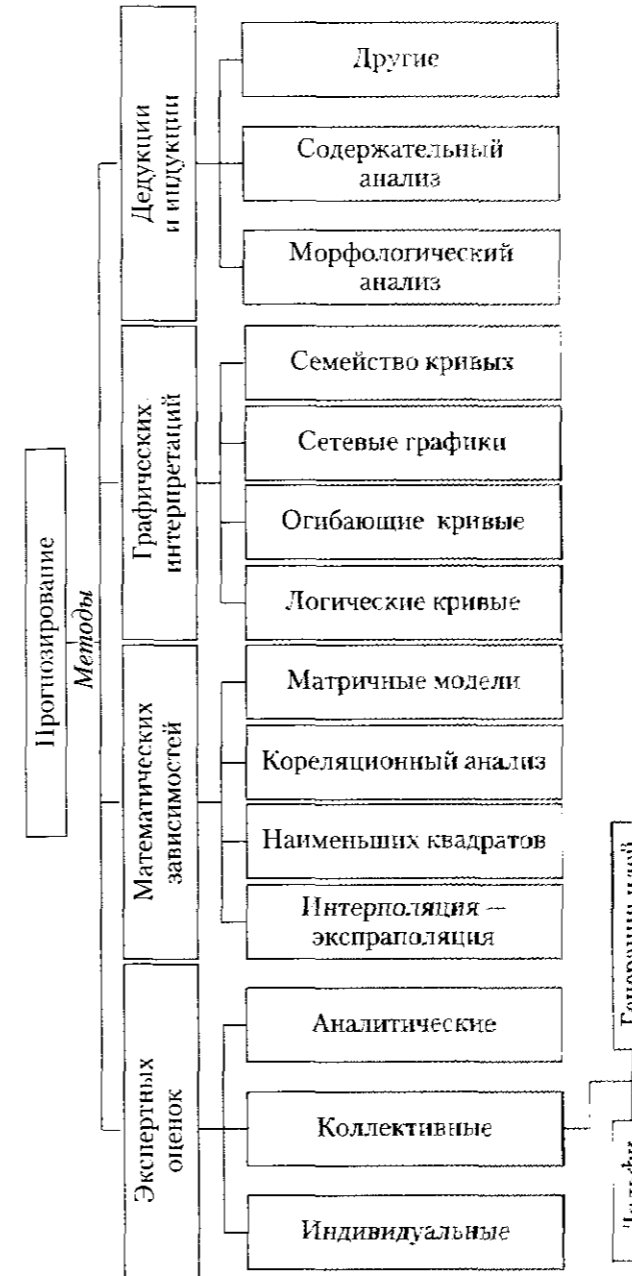 Прогнозирование
Методы
Дедукции
и индукции
Другие
Содержательный
анализ
Морфологический
анализ
Графических
интерпретаций
Семейство кривых
Сетевые графики
Огибающие кривые
Логические кривые
Математических
зависимостей
Матричные модели
Кореляционный анализ
Наименьших квадратов
Интерполяция —
экспраполяция
Экспертных
оценок
Аналитические
Коллективные
Индивидуальные